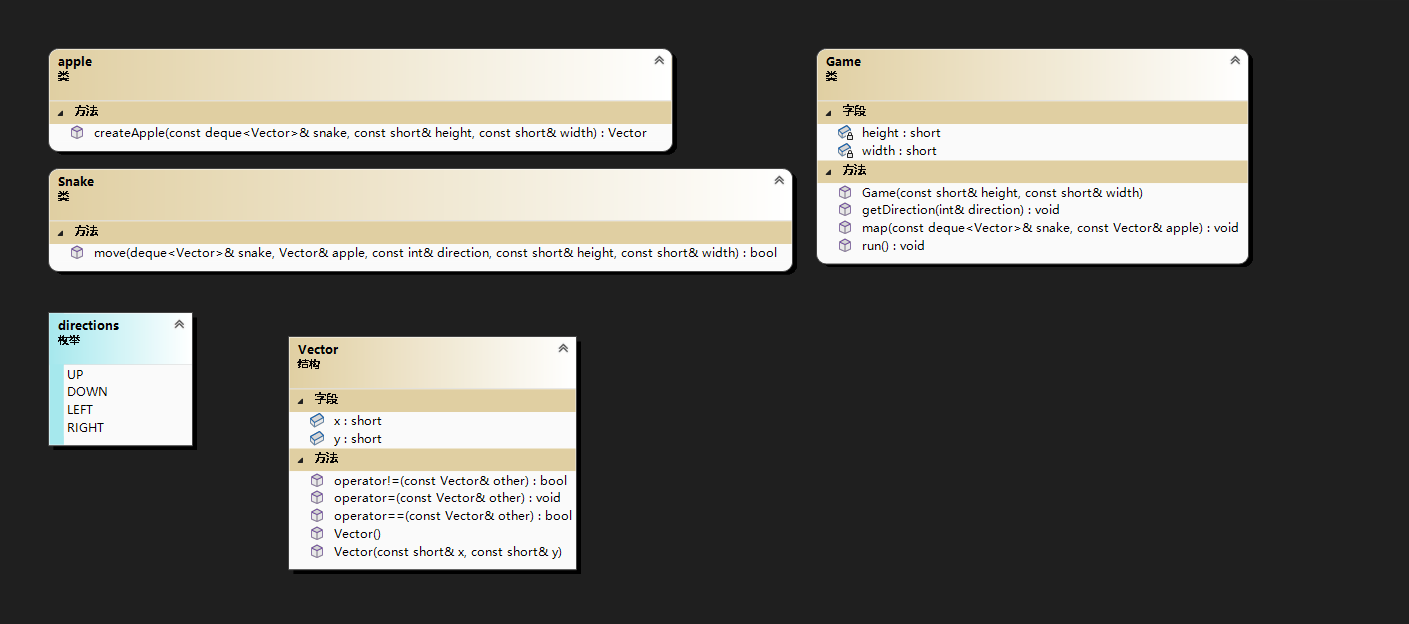 apple
类
方法
createApple(const deque<Vector>& snake, const short& height, const short& width) : Vector
Snake
类
方法
move(deque<Vector>& snake, Vector& apple, const int& direction, const short& height, const short& width) : bool
Game
类
字段
height : short
width : short
方法
Game(const short& height, const short& width)
getDirection(int& direction) : void
map(const deque<Vector>& snake, const Vector& apple) : void
run() : void
directions
枚举
UP
DOWN
LEFT
RIGHT
Vector
结构
字段
x : short
y : short
方法
operator!=(const Vector& other) : bool
operator=(const Vector& other) : void
operator==(const Vector& other) : bool
Vector()
Vector(const short& x, const short& y)